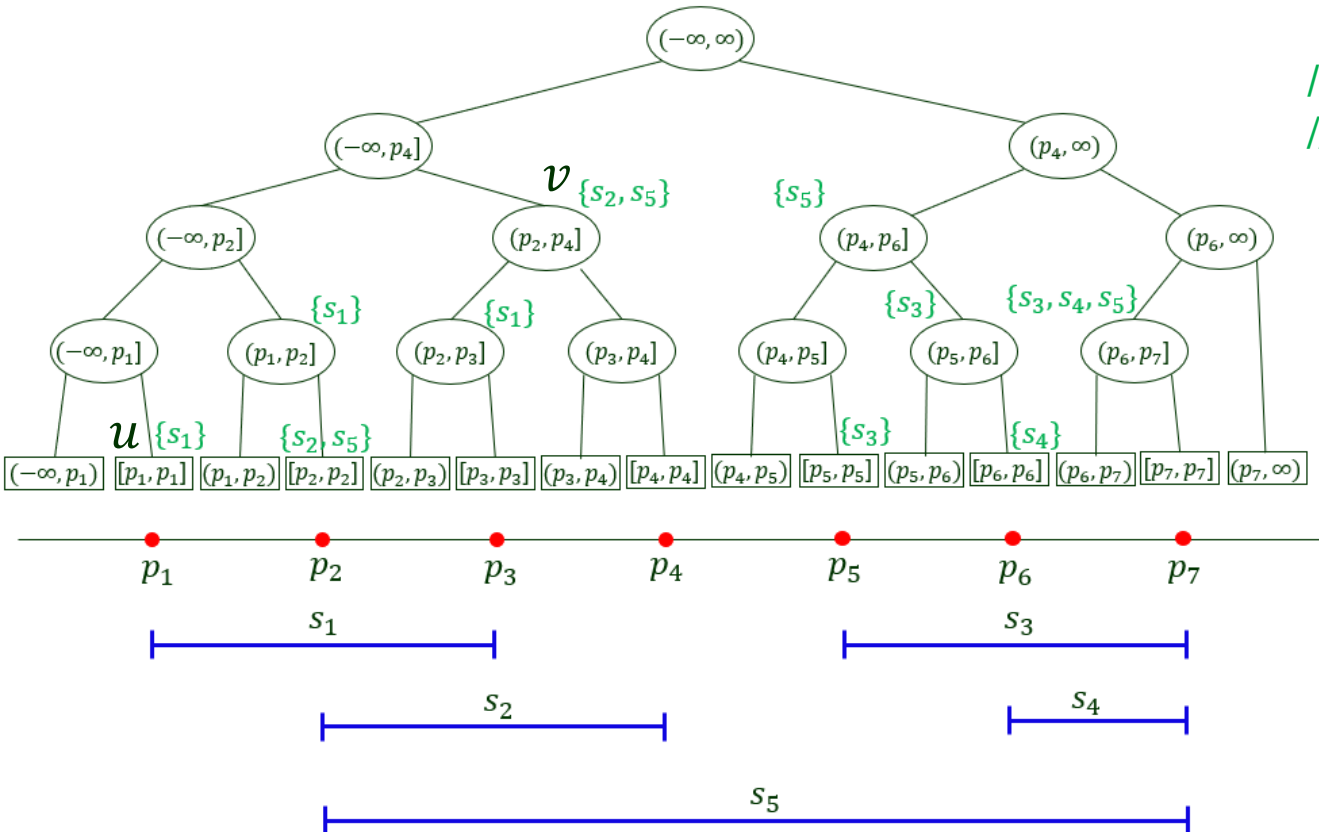 (−∞, ∞)
/
/
(−∞, p₄]
(p₄, ∞)
v {s₂, s₅}
{s₅}
(−∞, p₂]
(p₂, p₄]
(p₄, p₆]
(p₆, ∞)
{s₁}
{s₁}
{s₃}
{s₃, s₄, s₅}
(−∞, p₁]
(p₁, p₂]
(p₂, p₃]
(p₃, p₄]
(p₄, p₅]
(p₅, p₆]
(p₆, p₇]
u {s₁}
{s₂, s₅}
{s₃}
{s₄}
(−∞, p₁)
[p₁, p₁]
(p₁, p₂)
[p₂, p₂]
(p₂, p₃)
[p₃, p₃]
(p₃, p₄)
[p₄, p₄]
(p₄, p₅)
[p₅, p₅]
(p₅, p₆)
[p₆, p₆]
(p₆, p₇)
[p₇, p₇]
(p₇, ∞)
p₁ p₂ p₃ p₄ p₅ p₆ p₇
s₁
s₃
s₂
s₄
s₅